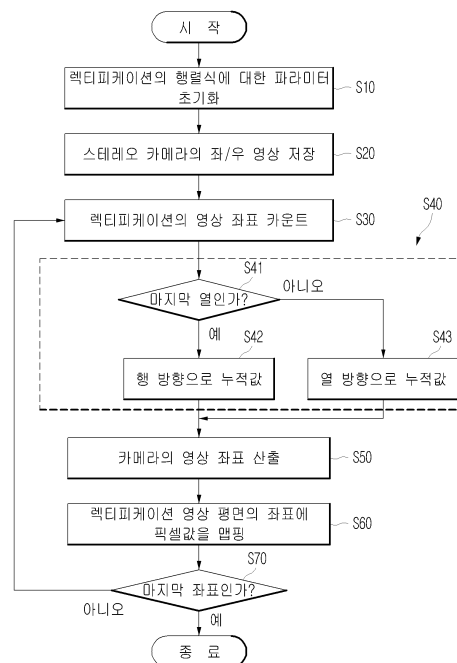 시 작
렉티피케이션의 행렬식에 대한 파라미터
초기화
S10
스테레오 카메라의 좌/우 영상 저장
S20
렉티피케이션의 영상 좌표 카운트
S30
S40
S41
마지막 열인가?
아니오
예
S42
S43
행 방향으로 누적값
열 방향으로 누적값
카메라의 영상 좌표 산출
S50
렉티피케이션 영상 평면의 좌표에
픽셀값을 맵핑
S60
S70
마지막 좌표인가?
아니오
예
종 료